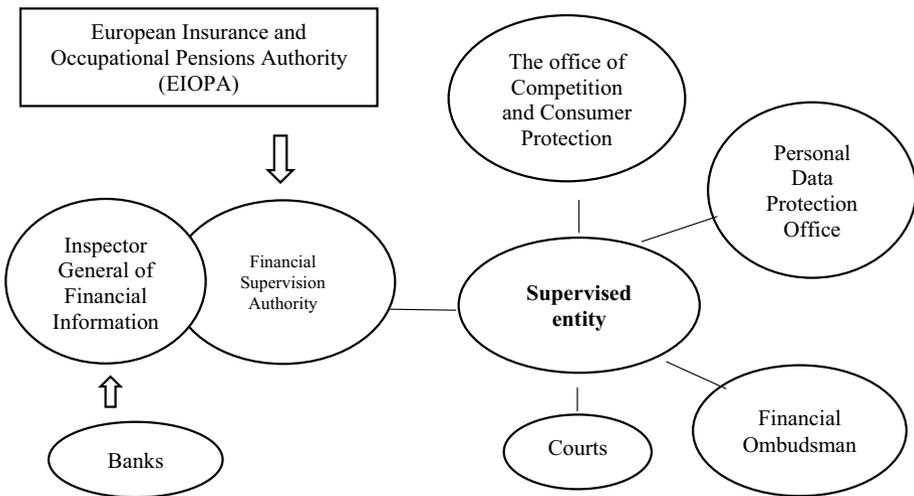 European Insurance and
Occupational Pensions Authority
(EIOPA)
The office of
Competition
and Consumer
Protection
Personal
Data
Protection
Office
Inspector
General of
Financial
Information
Financial
Supervision
Authority
Supervised
entity
Banks
Courts
Financial
Ombudsman